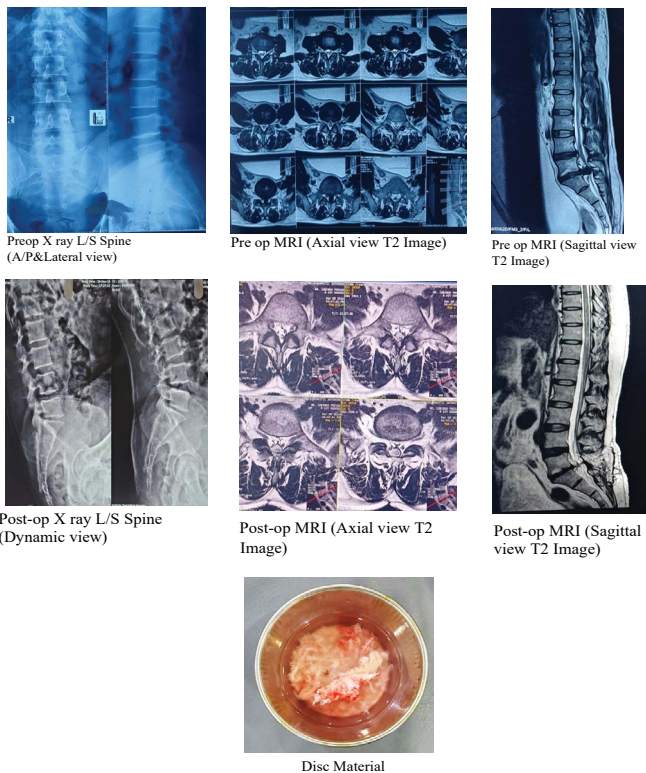 Preop X ray L/S Spine
(A/P&Lateral view)
Pre op MRI (Axial view T2 Image)
Pre op MRI (Sagittal view
T2 Image)
Post-op X ray L/S Spine
(Dynamic view)
Post-op MRI (Axial view T2
Image)
Post-op MRI (Sagittal
view T2 Image)
Disc Material